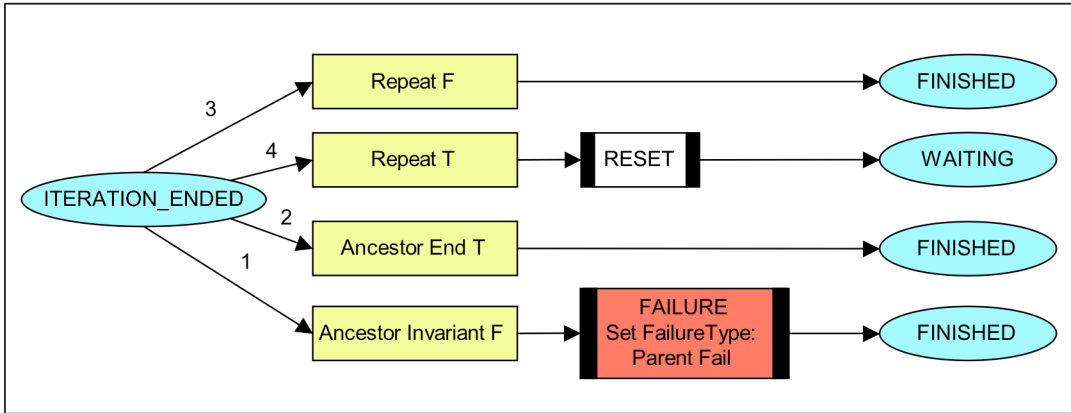 Repeat F
FINISHED
3
4
Repeat T
RESET
WAITING
ITERATION_ENDED
2
Ancestor End T
FINISHED
1
Ancestor Invariant F
FAILURE
Set FailureType:
Parent Fail
FINISHED